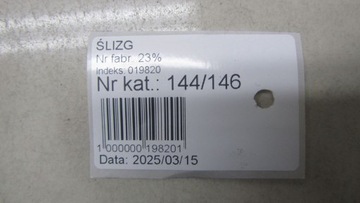 ŚLIZG
Nr fabr. 23%
Indeks: 019820
Nr kat.: 144/146
1 000000 198201
Data: 2025/03/15